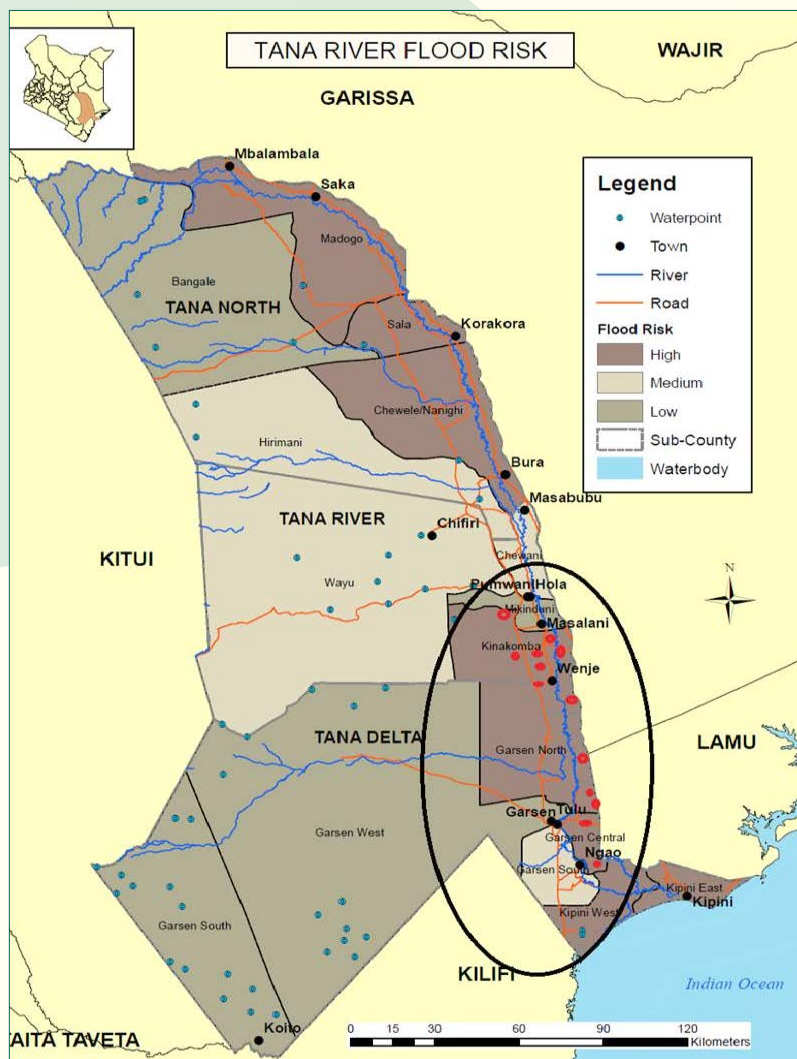 TANA RIVER FLOOD RISK
WAJIR
GARISSA
Mbalambala
Saka
Madogo
Bangale
TANA NORTH
Sala
Korakora
Chewele/Nanighi
Hirimani
Bura
Masabubu
TANA RIVER
Chifiri
KITUI
Chewani
Wayu
Pumwani Hola
Mikinduni
Masalani
Kinakomba
Wenje
TANA DELTA
LAMU
Garsen North
Garsen Tulu
Garsen West
Garsen Central
Ngao
Garsen South
Kipini East
Kipini
Kipini West
Garsen South
KILIFI
Indian Ocean
Koito
TAITA TAVETA
Legend
Waterpoint
Town
River
Road
Flood Risk
High
Medium
Low
Sub-County
Waterbody
N
0 15 30 60 90 120
Kilometers